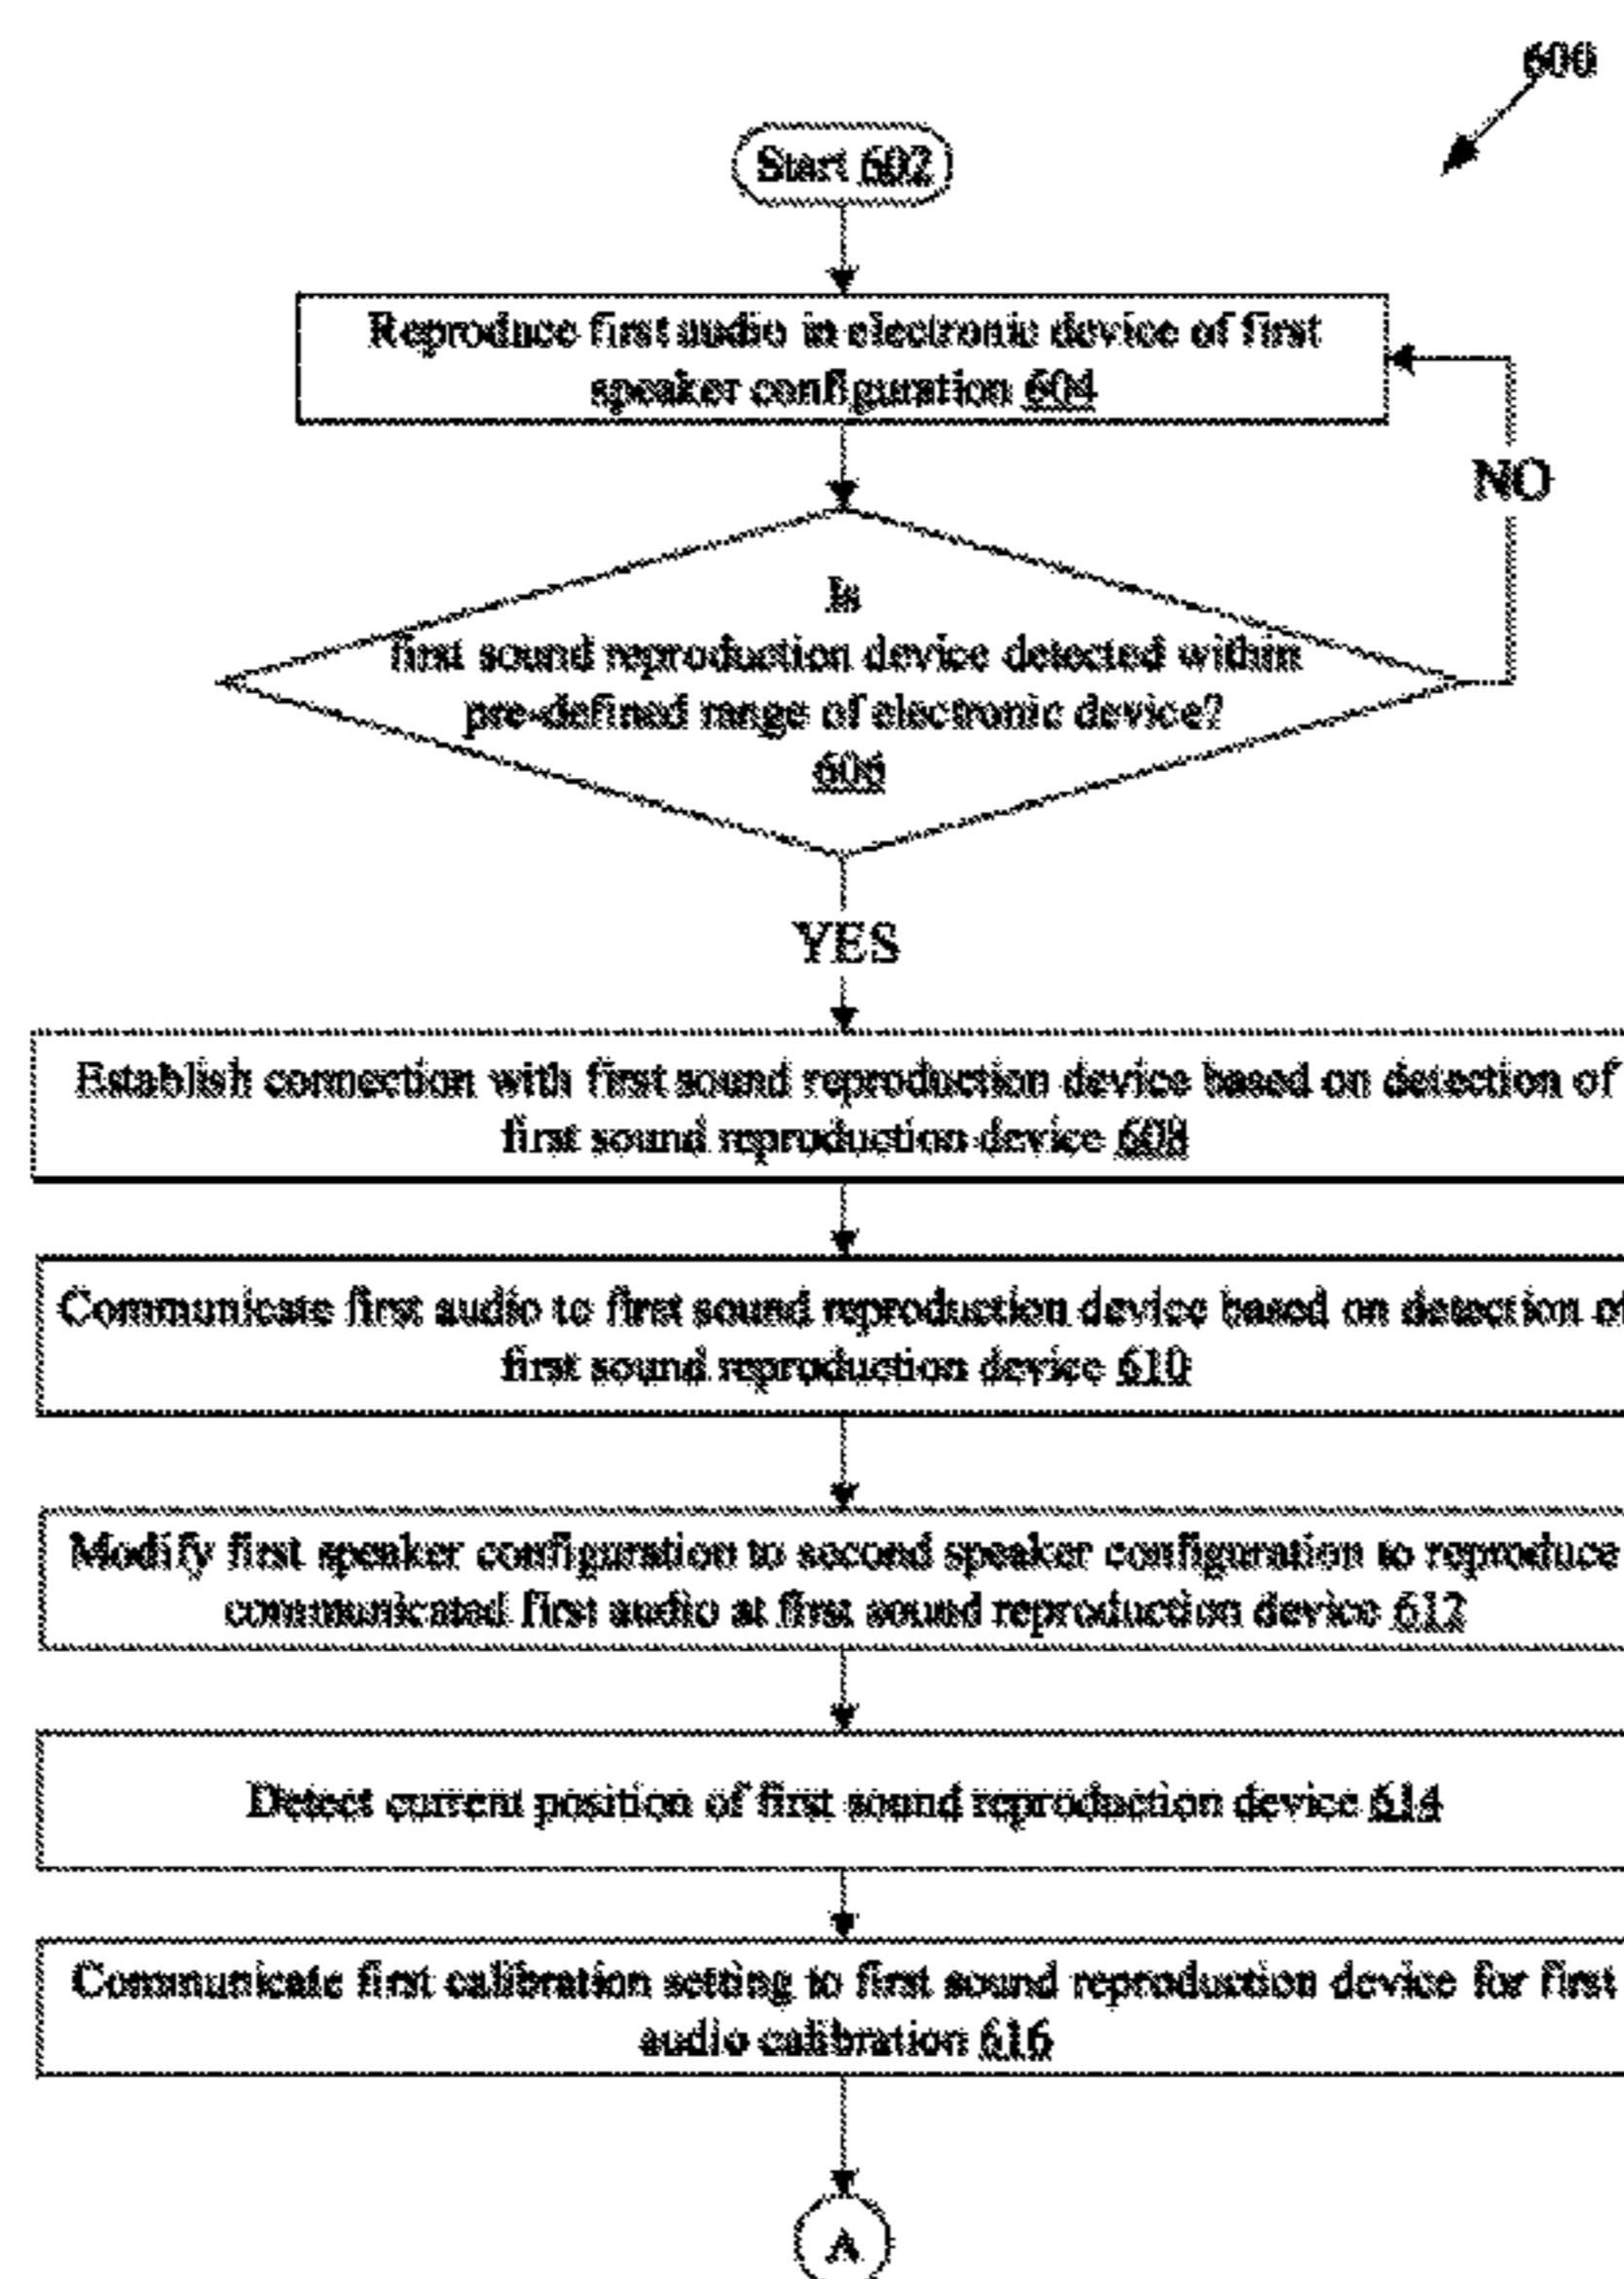 600
Start 602
Reproduce first audio in electronic device of first
speaker configuration 604
NO
Is
first sound reproduction device detected within
pre-defined range of electronic device?
606
YES
Establish connection with first sound reproduction device based on detection of
first sound reproduction device 608
Communicate first audio to first sound reproduction device based on detection of
first sound reproduction device 610
Modify first speaker configuration to second speaker configuration to reproduce
communicated first audio at first sound reproduction device 612
Detect current position of first sound reproduction device 614
Communicate first calibration setting to first sound reproduction device for first
audio calibration 616
A